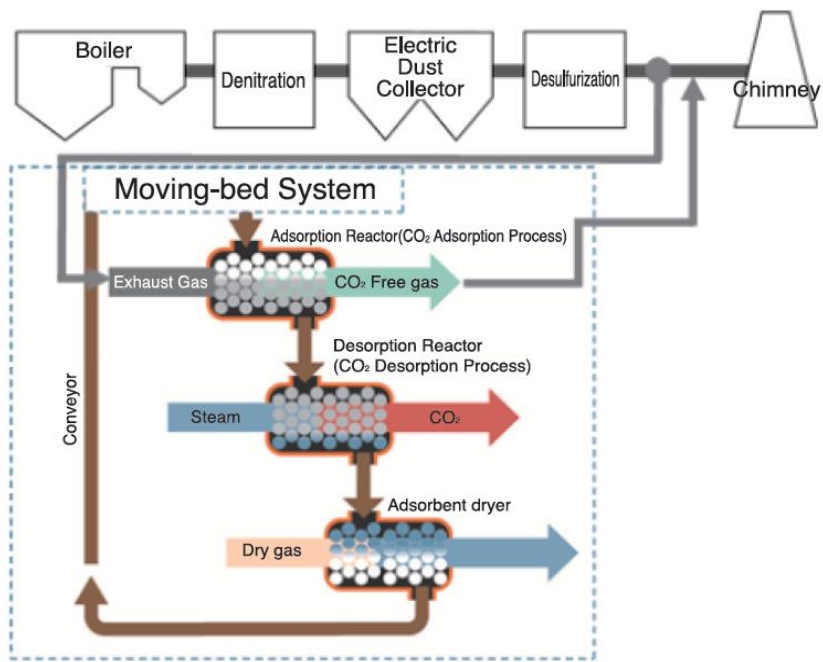 Boiler
Denitration
Electric
Dust
Collector
Desulfurization
Chimney
Moving-bed System
Adsorption Reactor(CO₂ Adsorption Process)
Exhaust Gas
CO₂ Free gas
Desorption Reactor
(CO₂ Desorption Process)
Steam
CO₂
Conveyor
Adsorbent dryer
Dry gas